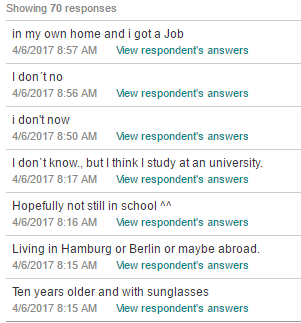 Showing 70 responses
in my own home and i got a Job
4/6/2017 8:57 AM View respondent's answers
I don´t no
4/6/2017 8:56 AM View respondent's answers
i don't now
4/6/2017 8:50 AM View respondent's answers
I don`t know., but I think I study at an university.
4/6/2017 8:17 AM View respondent's answers
Hopefully not still in school ^^
4/6/2017 8:16 AM View respondent's answers
Living in Hamburg or Berlin or maybe abroad.
4/6/2017 8:15 AM View respondent's answers
Ten years older and with sunglasses
4/6/2017 8:15 AM View respondent's answers